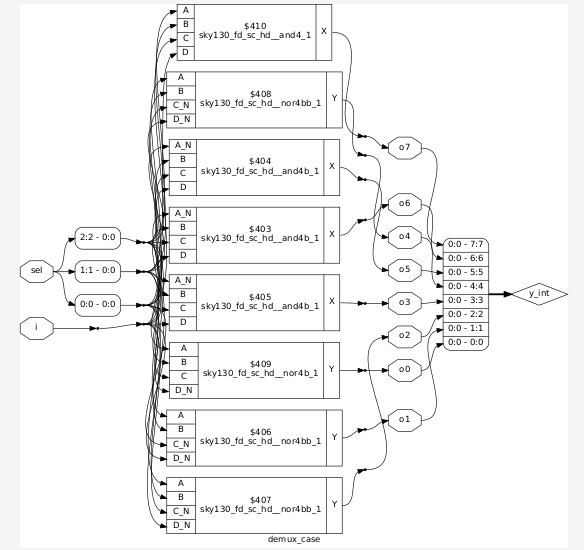 A
B
C
D
$410
sky130_fd_sc_hd__and4_1
X
A
B
C_N
D_N
$408
sky130_fd_sc_hd__nor4bb_1
Y
A_N
B
C
D
$404
sky130_fd_sc_hd__and4b_1
X
A_N
B
C
D
$403
sky130_fd_sc_hd__and4b_1
X
A_N
B
C
D
$405
sky130_fd_sc_hd__and4b_1
X
A
B
C
D_N
$409
sky130_fd_sc_hd__nor4b_1
Y
A
B
C_N
D_N
$406
sky130_fd_sc_hd__nor4bb_1
Y
A
B
C_N
D_N
$407
sky130_fd_sc_hd__nor4bb_1
Y
sel
i
2:2 - 0:0
1:1 - 0:0
0:0 - 0:0
o7
o6
o4
o5
o3
o2
o0
o1
0:0 - 7:7
0:0 - 6:6
0:0 - 5:5
0:0 - 4:4
0:0 - 3:3
0:0 - 2:2
0:0 - 1:1
0:0 - 0:0
y_int
demux_case